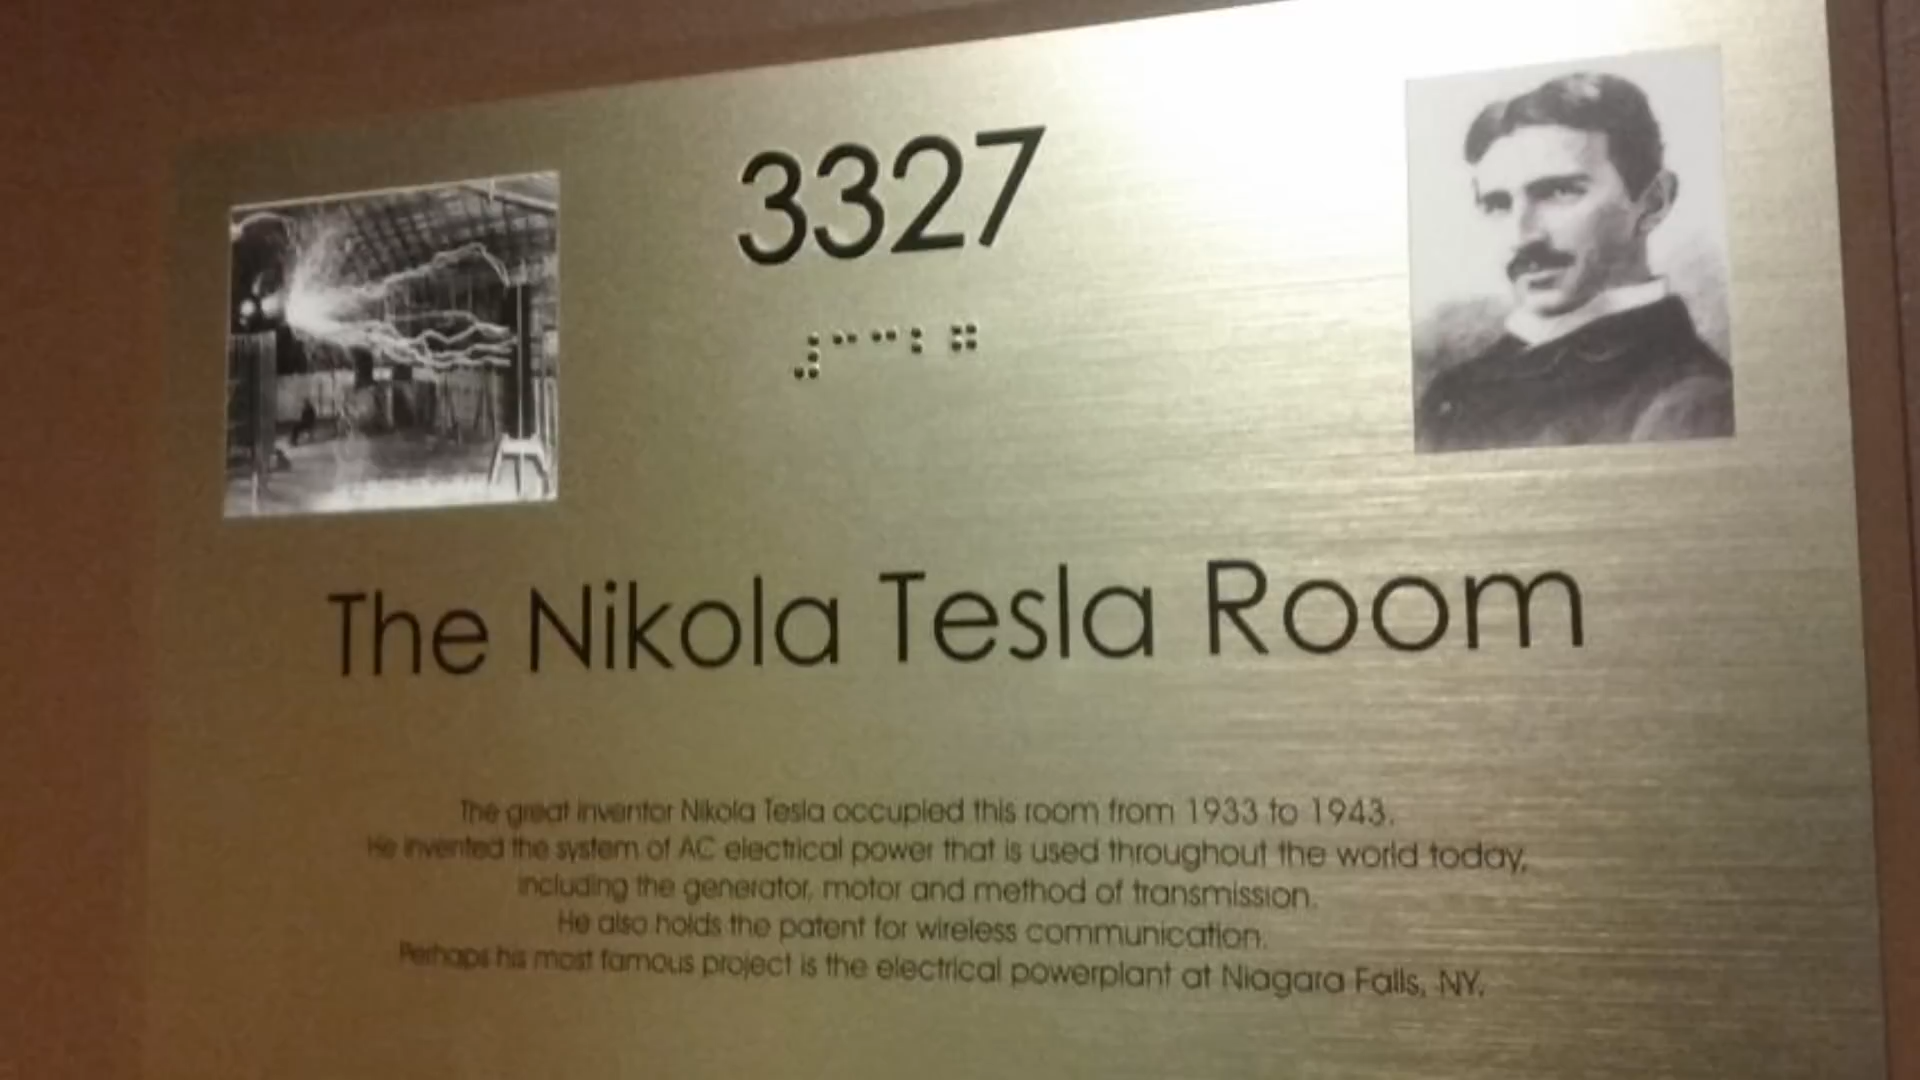 3327
⠼⠉⠉⠃⠛
The Nikola Tesla Room
The great inventor Nikola Tesla occupied this room from 1933 to 1943.
He invented the system of AC electrical power that is used throughout the world today,
including the generator, motor and method of transmission.
He also holds the patent for wireless communication.
Perhaps his most famous project is the electrical powerplant at Niagara Falls, NY.